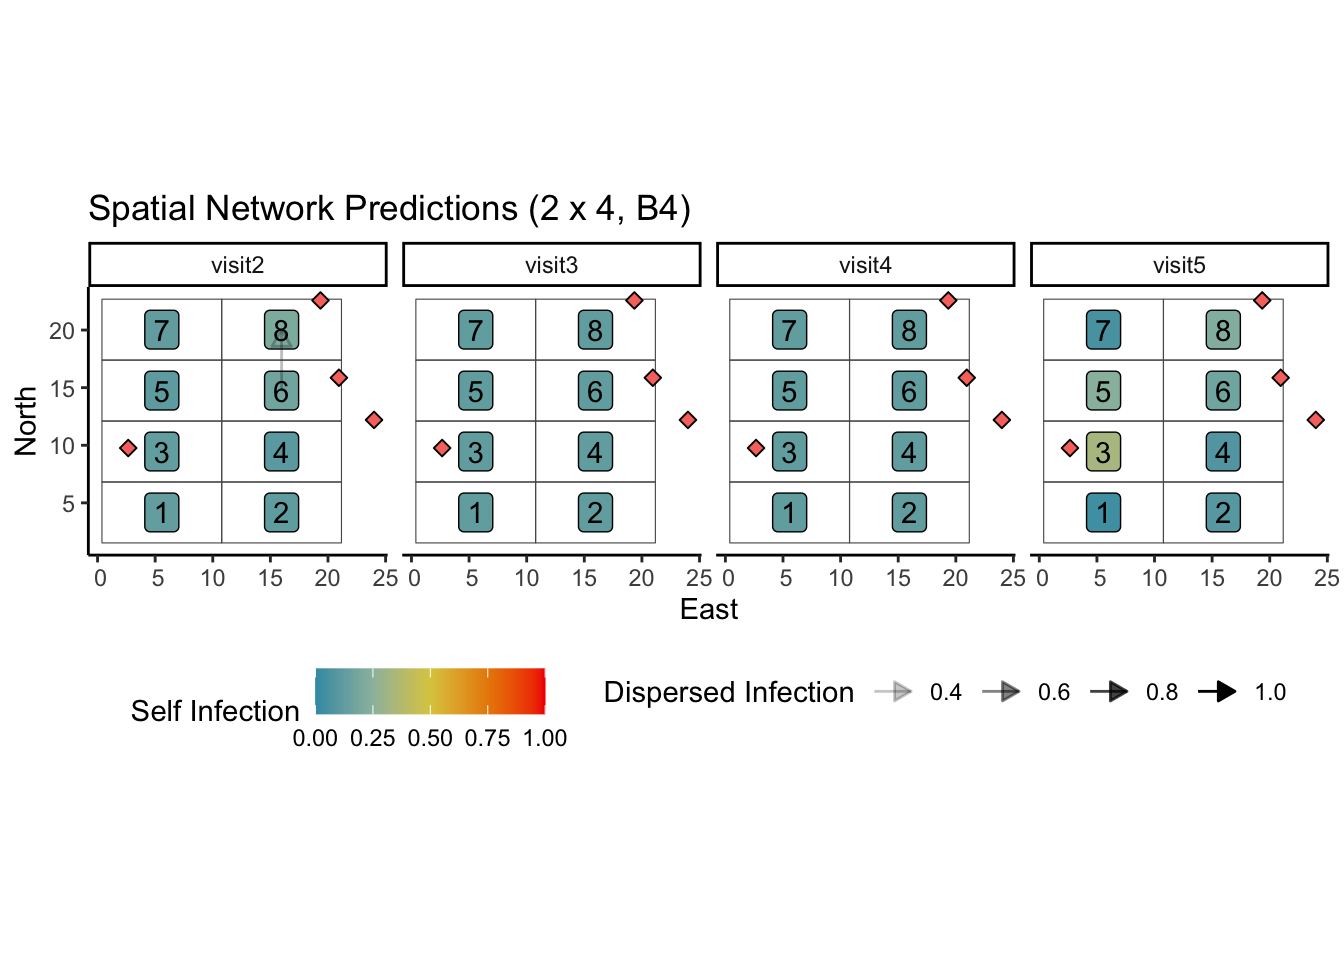 Spatial Network Predictions (2 x 4, B4)
visit2 visit3 visit4 visit5
North
20 7 8 7 8 7 8 7 8
15 5 6 5 6 5 6 5 6
10 3 4 3 4 3 4 3 4
5 1 2 1 2 1 2 1 2
0 5 10 15 20 25 0 5 10 15 20 25 0 5 10 15 20 25 0 5 10 15 20 25
East
Self Infection
0.00 0.25 0.50 0.75 1.00
Dispersed Infection 0.4 0.6 0.8 1.0